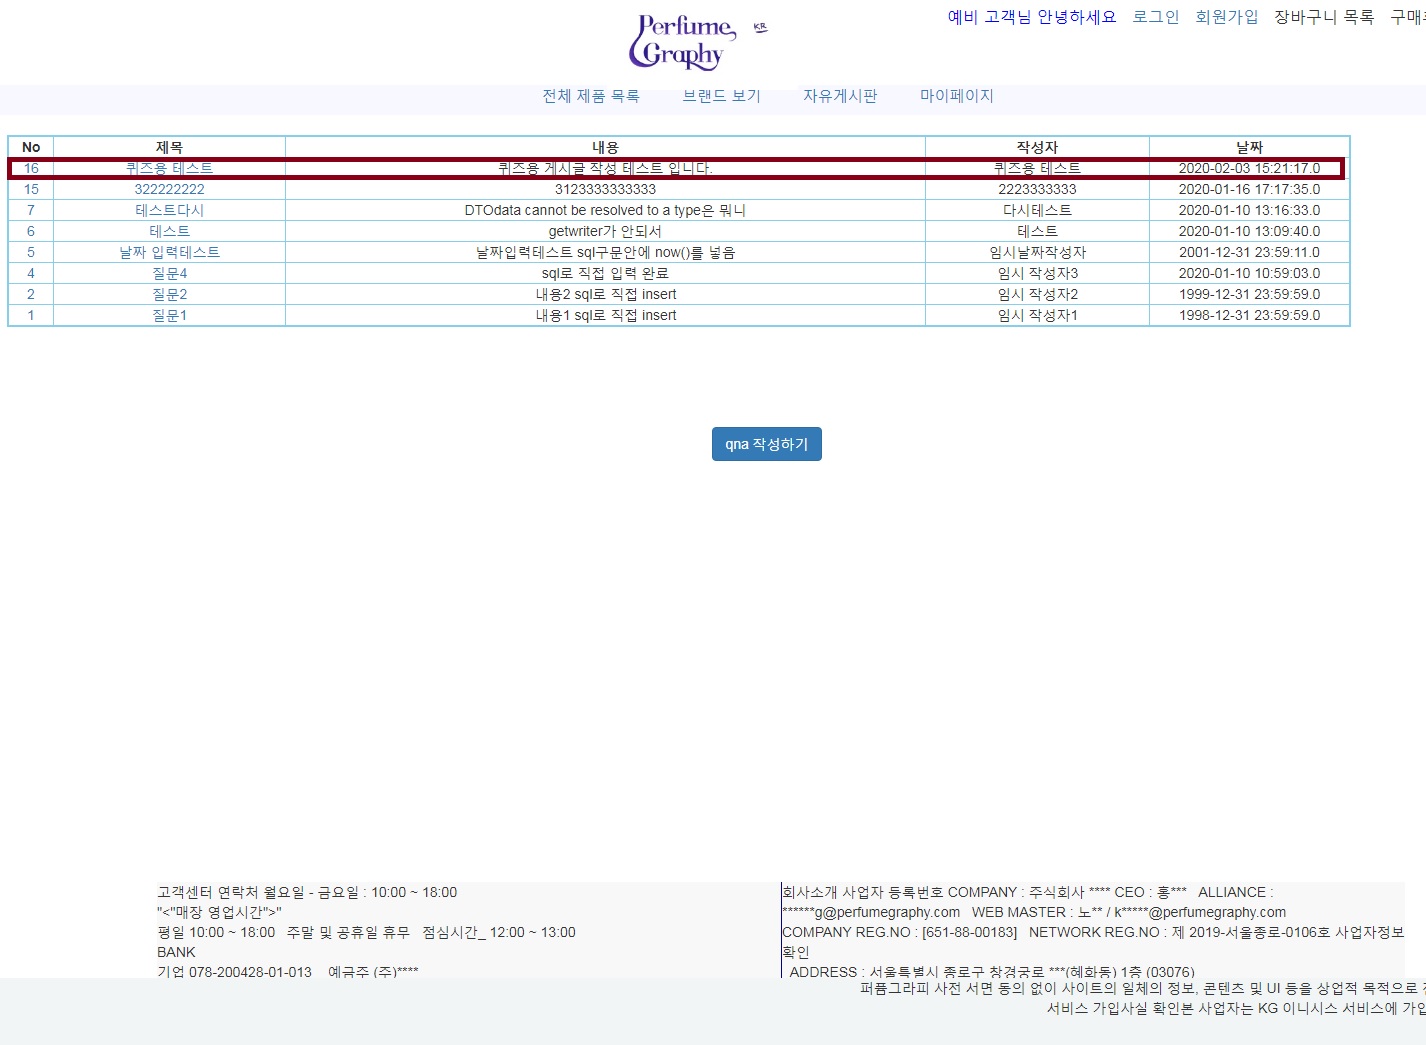 예비 고객님 안녕하세요 로그인 회원가입 장바구니 목록 구매
Perfume KR
Graphy
전체 제품 목록 브랜드 보기 자유게시판 마이페이지
No 제목 내용 작성자 날짜
16 퀴즈용 테스트 퀴즈용 게시글 작성 테스트 입니다. 퀴즈용 테스트 2020-02-03 15:21:17.0
15 322222222 3123333333333 2223333333 2020-01-16 17:17:35.0
7 테스트다시 DTOdata cannot be resolved to a type은 뭐니 다시테스트 2020-01-10 13:16:33.0
6 테스트 getwriter가 안되서 테스트 2020-01-10 13:09:40.0
5 날짜 입력테스트 날짜입력테스트 sql구문안에 now()를 넣음 임시날짜작성자 2001-12-31 23:59:11.0
4 질문4 sql로 직접 입력 완료 임시 작성자3 2020-01-10 10:59:03.0
2 질문2 내용2 sql로 직접 insert 임시 작성자2 1999-12-31 23:59:59.0
1 질문1 내용1 sql로 직접 insert 임시 작성자1 1998-12-31 23:59:59.0
qna 작성하기
고객센터 연락처 월요일 - 금요일 : 10:00 ~ 18:00
"<"매장 영업시간">"
평일 10:00 ~ 18:00 주말 및 공휴일 휴무 점심시간_ 12:00 ~ 13:00
BANK
기업 078-200428-01-013 예금주 (주)****
회사소개 사업자 등록번호 COMPANY : 주식회사 **** CEO : 홍*** ALLIANCE :
******g@perfumegraphy.com WEB MASTER : 노** / k*****@perfumegraphy.com
COMPANY REG.NO : [651-88-00183] NETWORK REG.NO : 제 2019-서울종로-0106호 사업자정보
확인
ADDRESS : 서울특별시 종로구 창경궁로 ***(혜화동) 1층 (03076)
퍼퓸그라피 사전 서면 동의 없이 사이트의 일체의 정보, 콘텐츠 및 UI 등을 상업적 목적으로
서비스 가입사실 확인본 사업자는 KG 이니시스 서비스에 가입